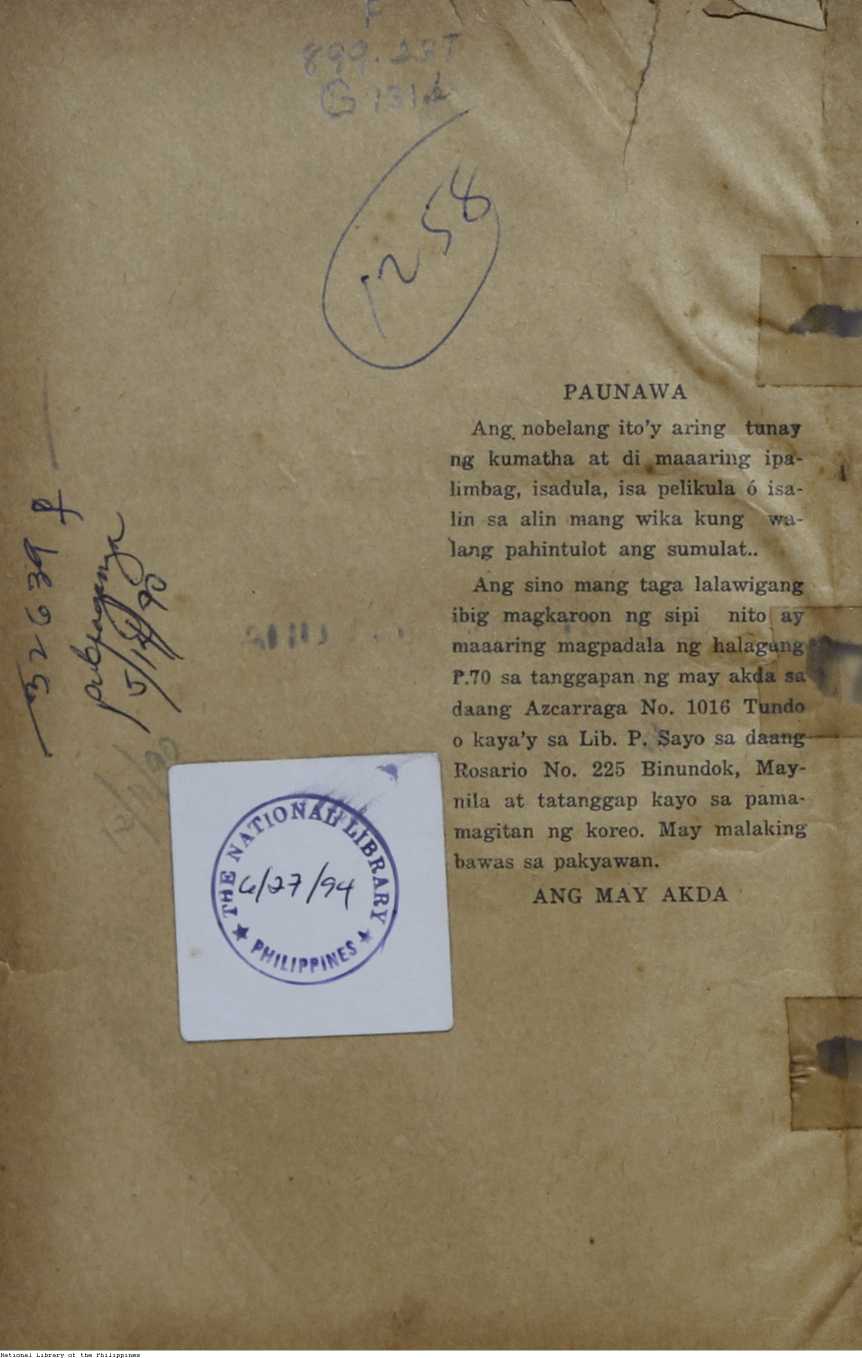 F
899.237
1258
PAUNAWA
Ang nobelang ito'y aring tunay
ng kumatha at di maaaring ipa-
limbag, isadula, isa pelikula ó isa-
lin sa alin mang wika kung wa-
lang pahintulot ang sumulat..
Ang sino mang taga lalawigang
ibig magkaroon ng sipi nito ay
maaaring magpadala ng halagang
₱.70 sa tanggapan ng may akda sa
daang Azcarraga No. 1016 Tundo
o kaya'y sa Lib. P. Sayo sa daang
Rosario No. 225 Binundok, May-
nila at tatanggap kayo sa pama-
magitan ng koreo. May malaking
bawas sa pakyawan.
ANG MAY AKDA
32639
THE NATIONAL LIBRARY
6/27/94
PHILIPPINES
National Library of the Philippines